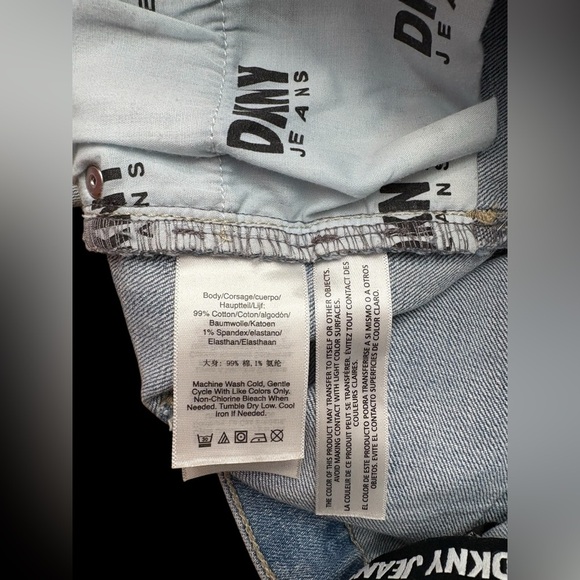 DKNY
JEANS
Body/Corsage/cuerpo/
Hauptteil/Lijf:
99% Cotton/Coton/algodón/
Baumwolle/Katoen
1% Spandex/elastano/
Elasthan/Elasthaan
大身: 99% 棉, 1% 氨纶
Machine Wash Cold, Gentle
Cycle With Like Colors Only.
Non-Chlorine Bleach When
Needed. Tumble Dry Low. Cool
Iron If Needed.
THE COLOR OF THIS PRODUCT MAY TRANSFER TO ITSELF OR OTHER OBJECTS.
AVOID MAKING CONTACT WITH LIGHT COLOR SURFACES.
LA COULEUR DE CE PRODUIT PEUT SE TRANSFÉRER. ÉVITEZ TOUT CONTACT DES
COULEURS CLAIRES.
EL COLOR DE ESTE PRODUCTO PODRA TRANSFERIRSE A SI MISMO O A OTROS
OBJETOS. EVITE EL CONTACTO SUPERFICIES DE COLOR CLARO.
DKNY JEAN